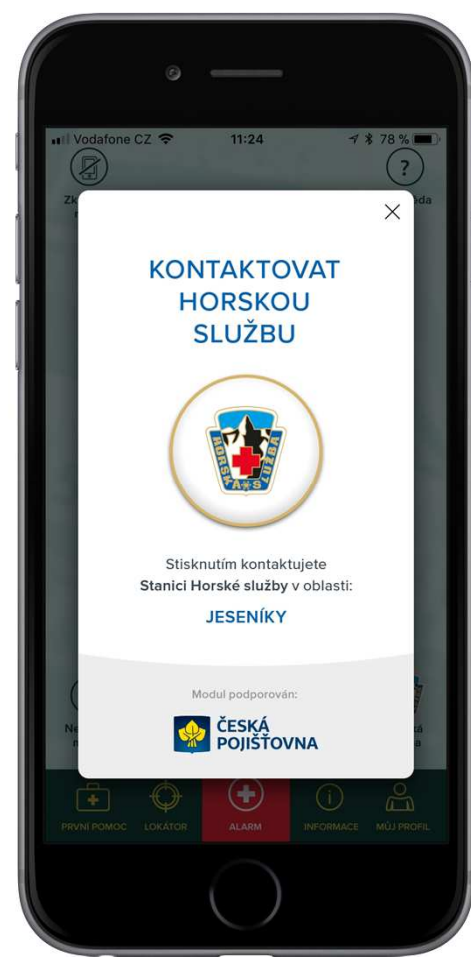 Vodafone CZ
11:24
78 %
?
KONTAKTOVAT
HORSKOU
SLUŽBU
HORSKÁ SLUŽBA
Stisknutím kontaktujete
Stanici Horské služby v oblasti:
JESENÍKY
Modul podporován:
ČESKÁ
POJIŠŤOVNA
PRVNÍ POMOC LOKÁTOR ALARM INFORMACE MŮJ PROFIL